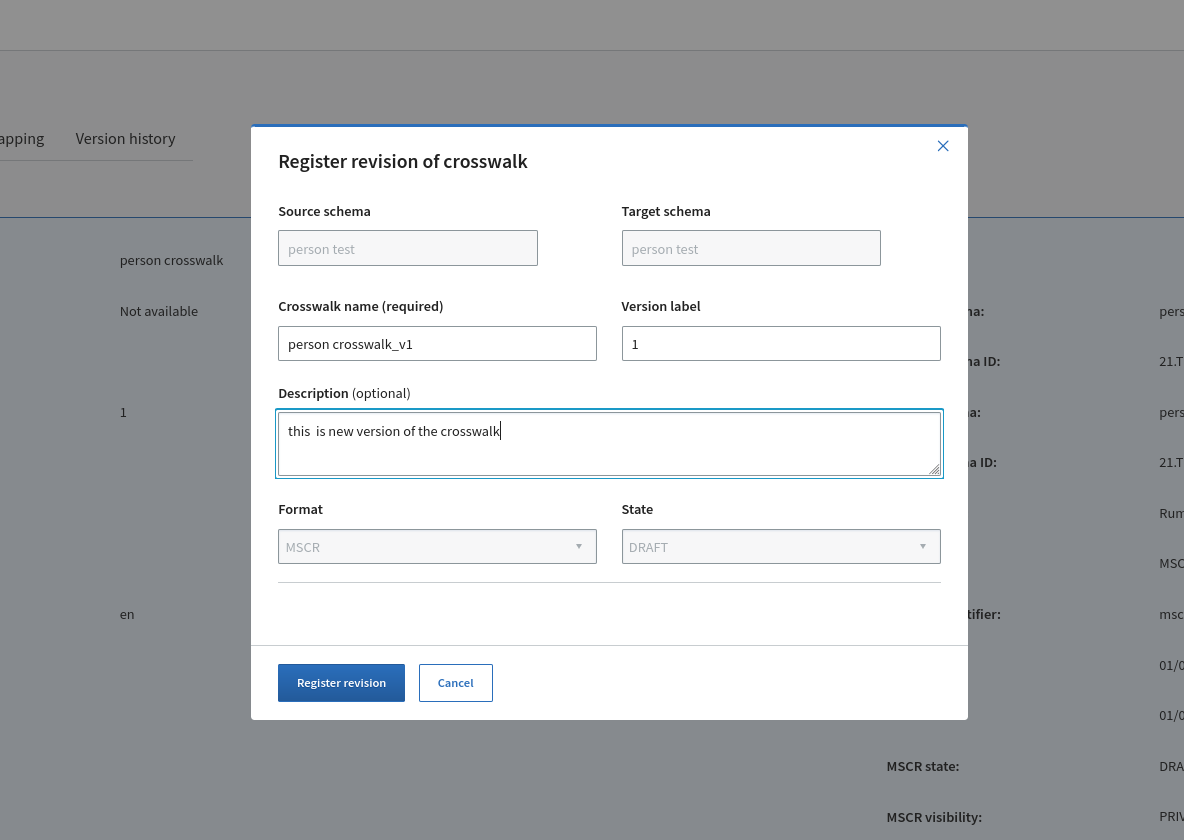 apping Version history
Register revision of crosswalk
Source schema Target schema
person test person test
Crosswalk name (required) Version label
person crosswalk_v1 1
Description (optional)
this  is new version of the crosswalk
Format State
MSCR DRAFT
Register revision Cancel
person crosswalk
Not available na: pers
na ID: 21.T
1 na: pers
na ID: 21.T
Rum
MSC
en tifier: msc
01/0
01/0
MSCR state: DRA
MSCR visibility: PRIV